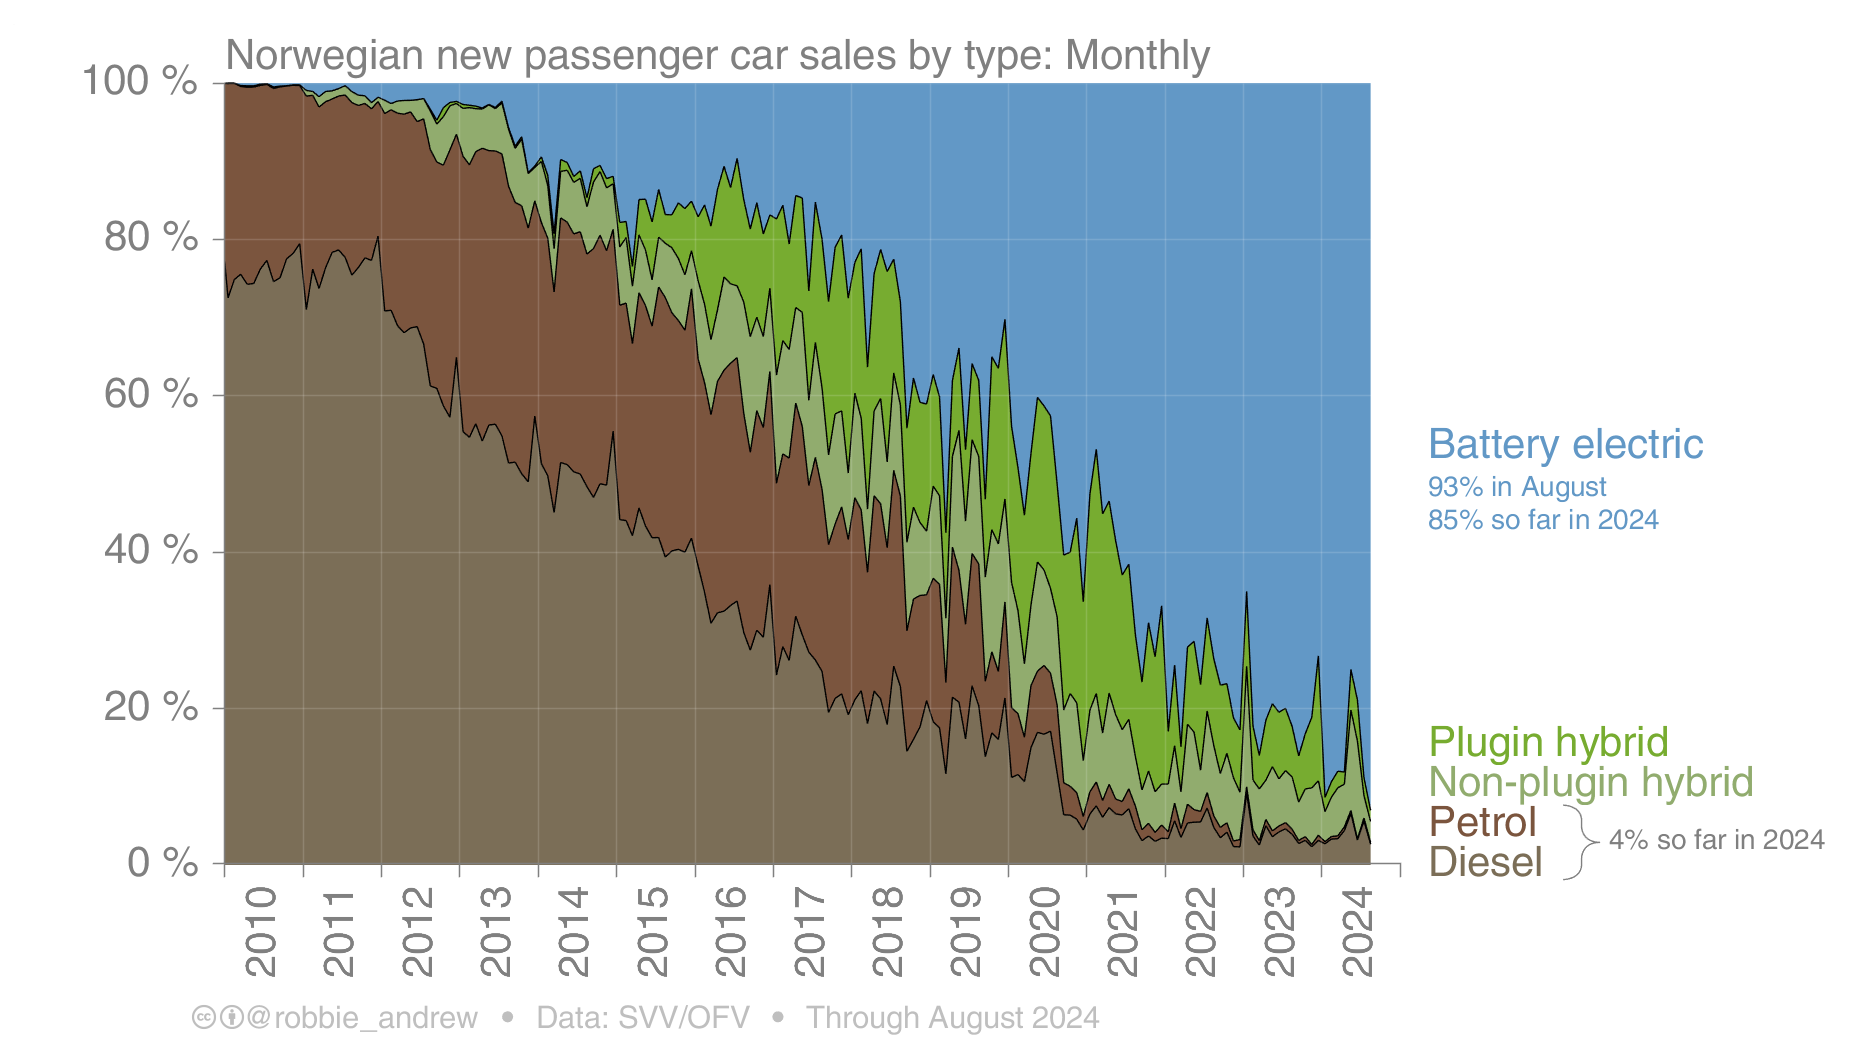 Norwegian new passenger car sales by type: Monthly
100 %
80 %
60 %
40 %
20 %
0 %
2010
2011
2012
2013
2014
2015
2016
2017
2018
2019
2020
2021
2022
2023
2024
Battery electric
93% in August
85% so far in 2024
Plugin hybrid
Non-plugin hybrid
Petrol
Diesel
4% so far in 2024
cc @robbie_andrew • Data: SVV/OFV • Through August 2024